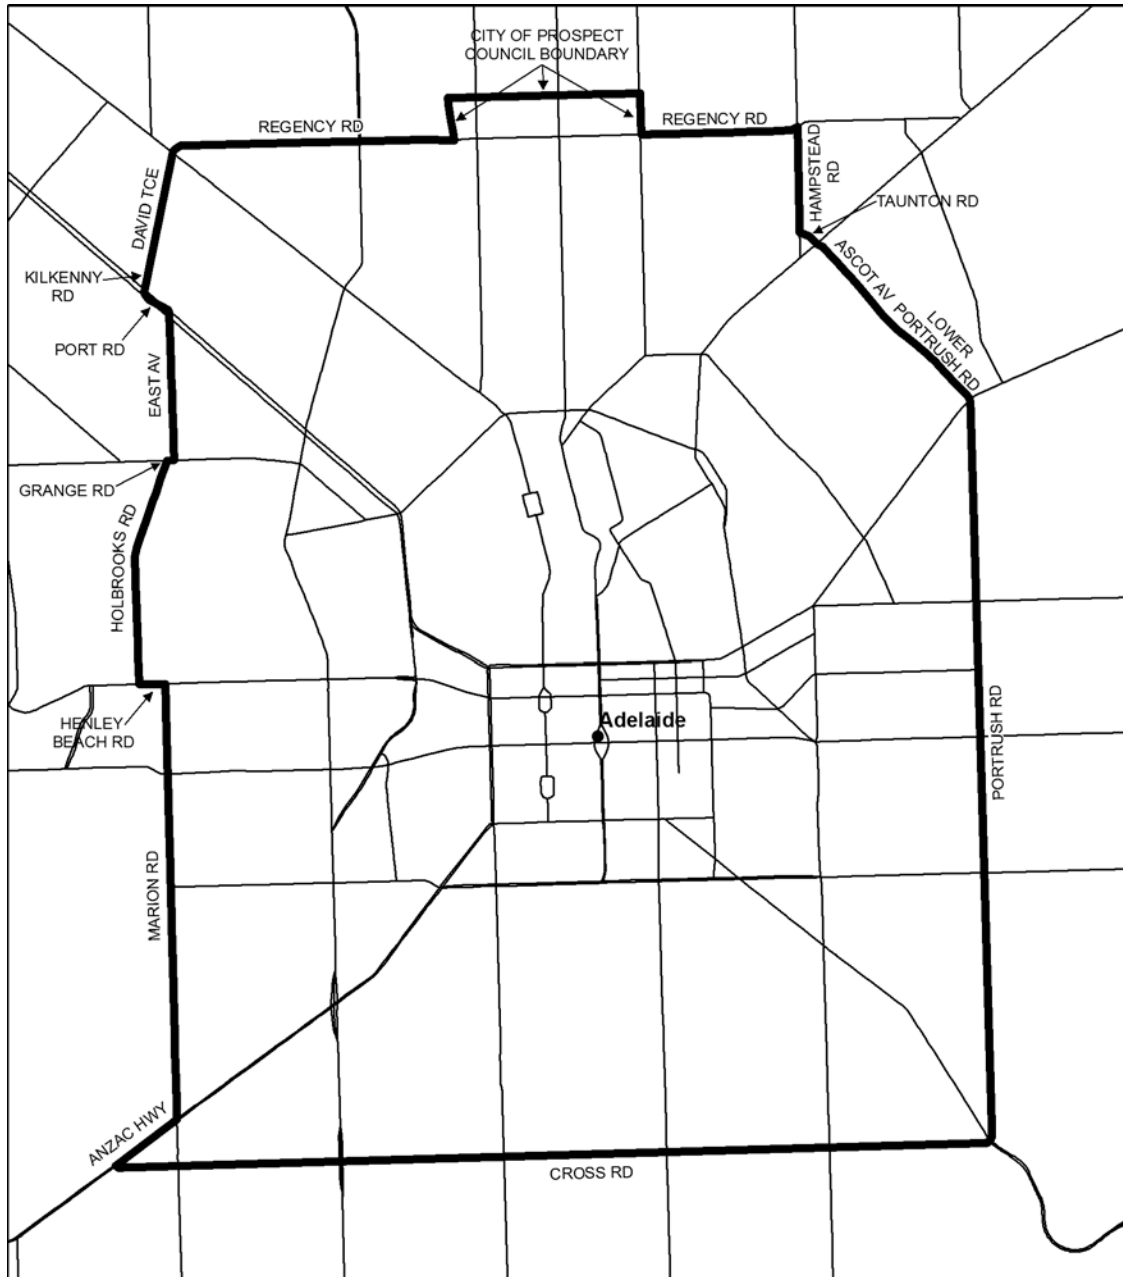 CITY OF PROSPECT
COUNCIL BOUNDARY
REGENCY RD
REGENCY RD
HAMPSTEAD
RD
TAUNTON RD
DAVID TCE
KILKENNY
RD
ASCOT AV
LOWER
PORTRUSH RD
PORT RD
EAST AV
GRANGE RD
HOLBROOKS RD
HENLEY
BEACH RD
Adelaide
PORTRUSH RD
MARION RD
ANZAC HWY
CROSS RD